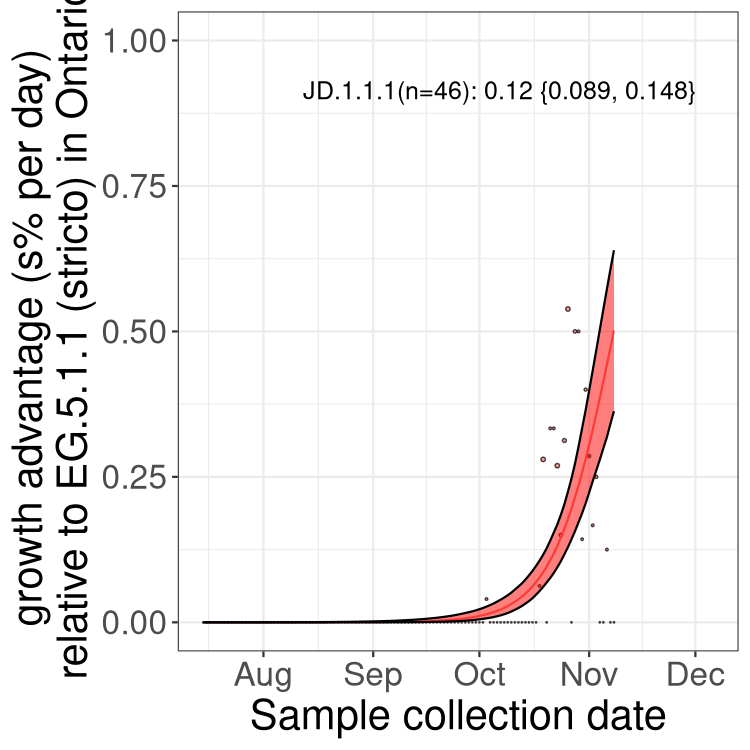 growth advantage (s% per day)
relative to EG.5.1.1 (stricto) in Ontario
1.00
JD.1.1.1(n=46): 0.12 {0.089, 0.148}
0.75
0.50
0.25
0.00
Aug Sep Oct Nov Dec
Sample collection date